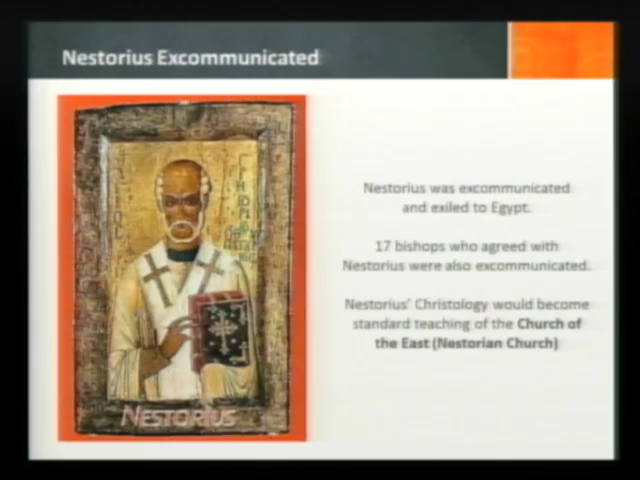 Nestorius Excommunicated
Nestorius was excommunicated
and exiled to Egypt.
17 bishops who agreed with
Nestorius were also excommunicated.
Nestorius' Christology would become
standard teaching of the Church of
the East (Nestorian Church)
NESTORIUS